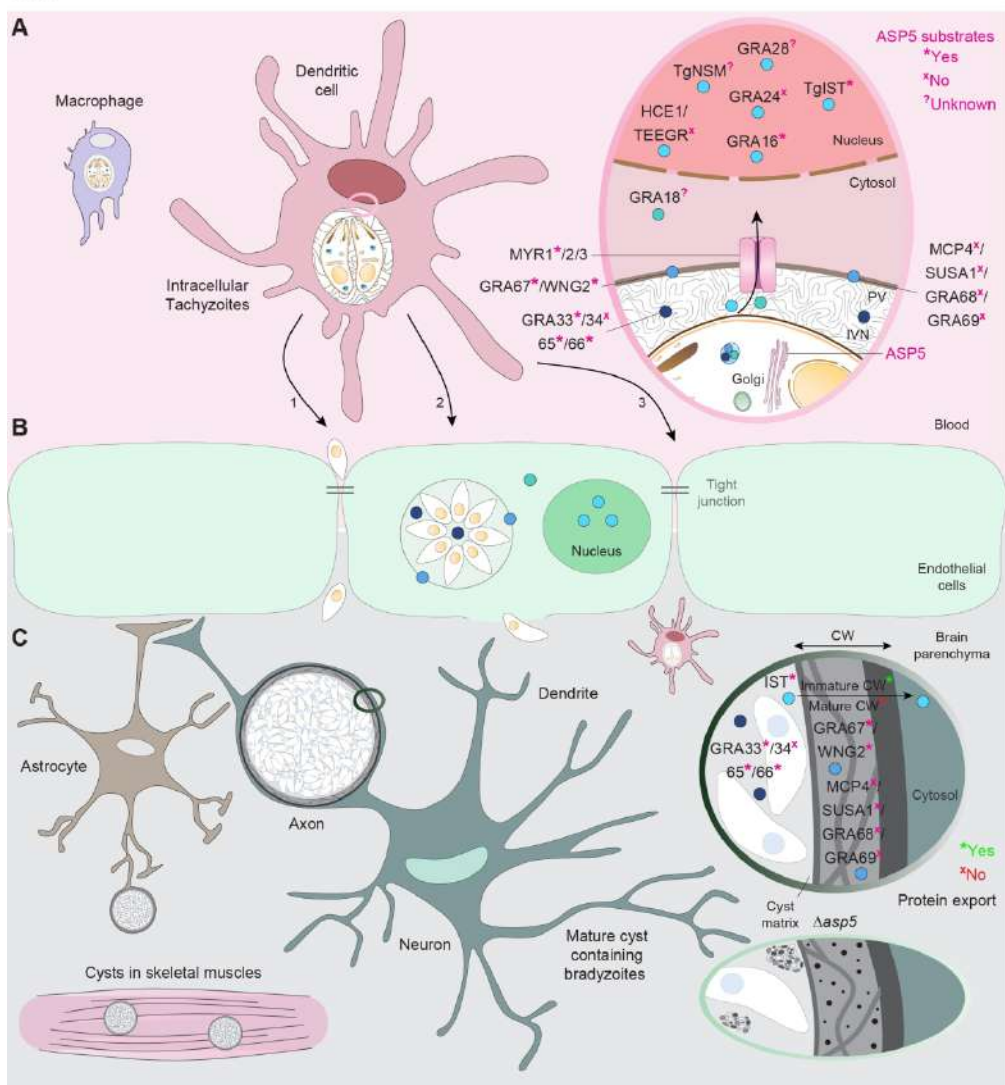 A
Macrophage
Dendritic
cell
Intracellular
Tachyzoites
GRA28?
TgNSM?
GRA24x
TgIST*
HCE1/
TEEGRx
GRA16*
Nucleus
Cytosol
GRA18?
MYR1*/2/3
GRA67*/WNG2*
GRA33*/34x
65*/66*
PV
IVN
Golgi
ASP5
MCP4x/
SUSA1x/
GRA68x/
GRA69x
ASP5 substrates
*Yes
xNo
?Unknown
1
2
3
B
Blood
Tight
junction
Nucleus
Endothelial
cells
C
Astrocyte
Axon
Dendrite
Neuron
Mature cyst
containing
bradyzoites
Cysts in skeletal muscles
CW
Brain
parenchyma
IST*
Immature CW*
Mature CWx
GRA67*/
WNG2*
GRA33*/34x
65*/66*
MCP4x/
SUSA1x/
GRA68x/
GRA69x
Cytosol
*Yes
xNo
Protein export
Cyst
matrix
Δasp5